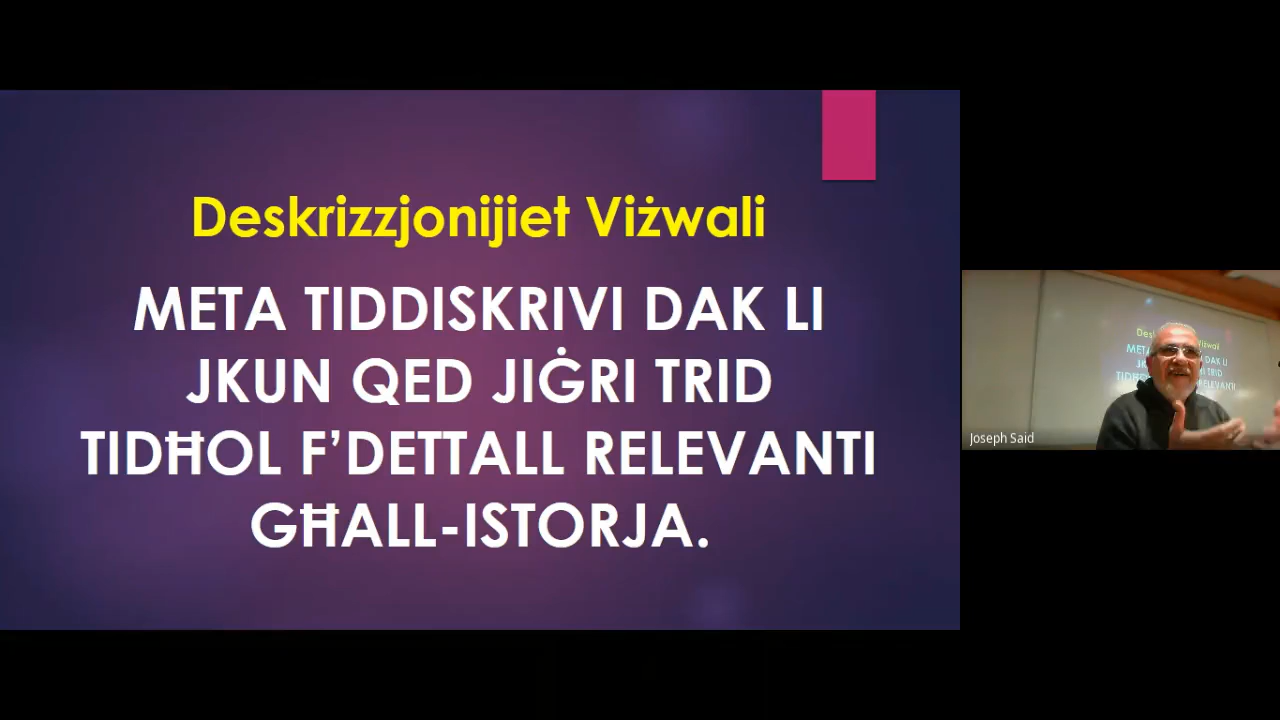 Deskrizzjonijiet Viżwali
META TIDDISKRIVI DAK LI
JKUN QED JIĠRI TRID
TIDĦOL F’DETTALL RELEVANTI
GĦALL-ISTORJA.
Joseph Said